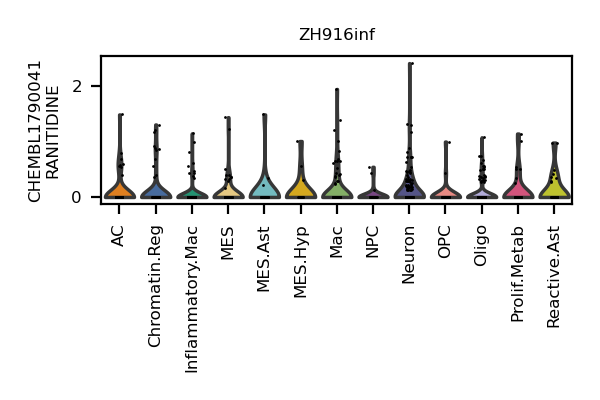 ZH916inf
CHEMBL1790041
RANITIDINE
2
0
AC
Chromatin.Reg
Inflammatory.Mac
MES
MES.Ast
MES.Hyp
Mac
NPC
Neuron
OPC
Oligo
Prolif.Metab
Reactive.Ast